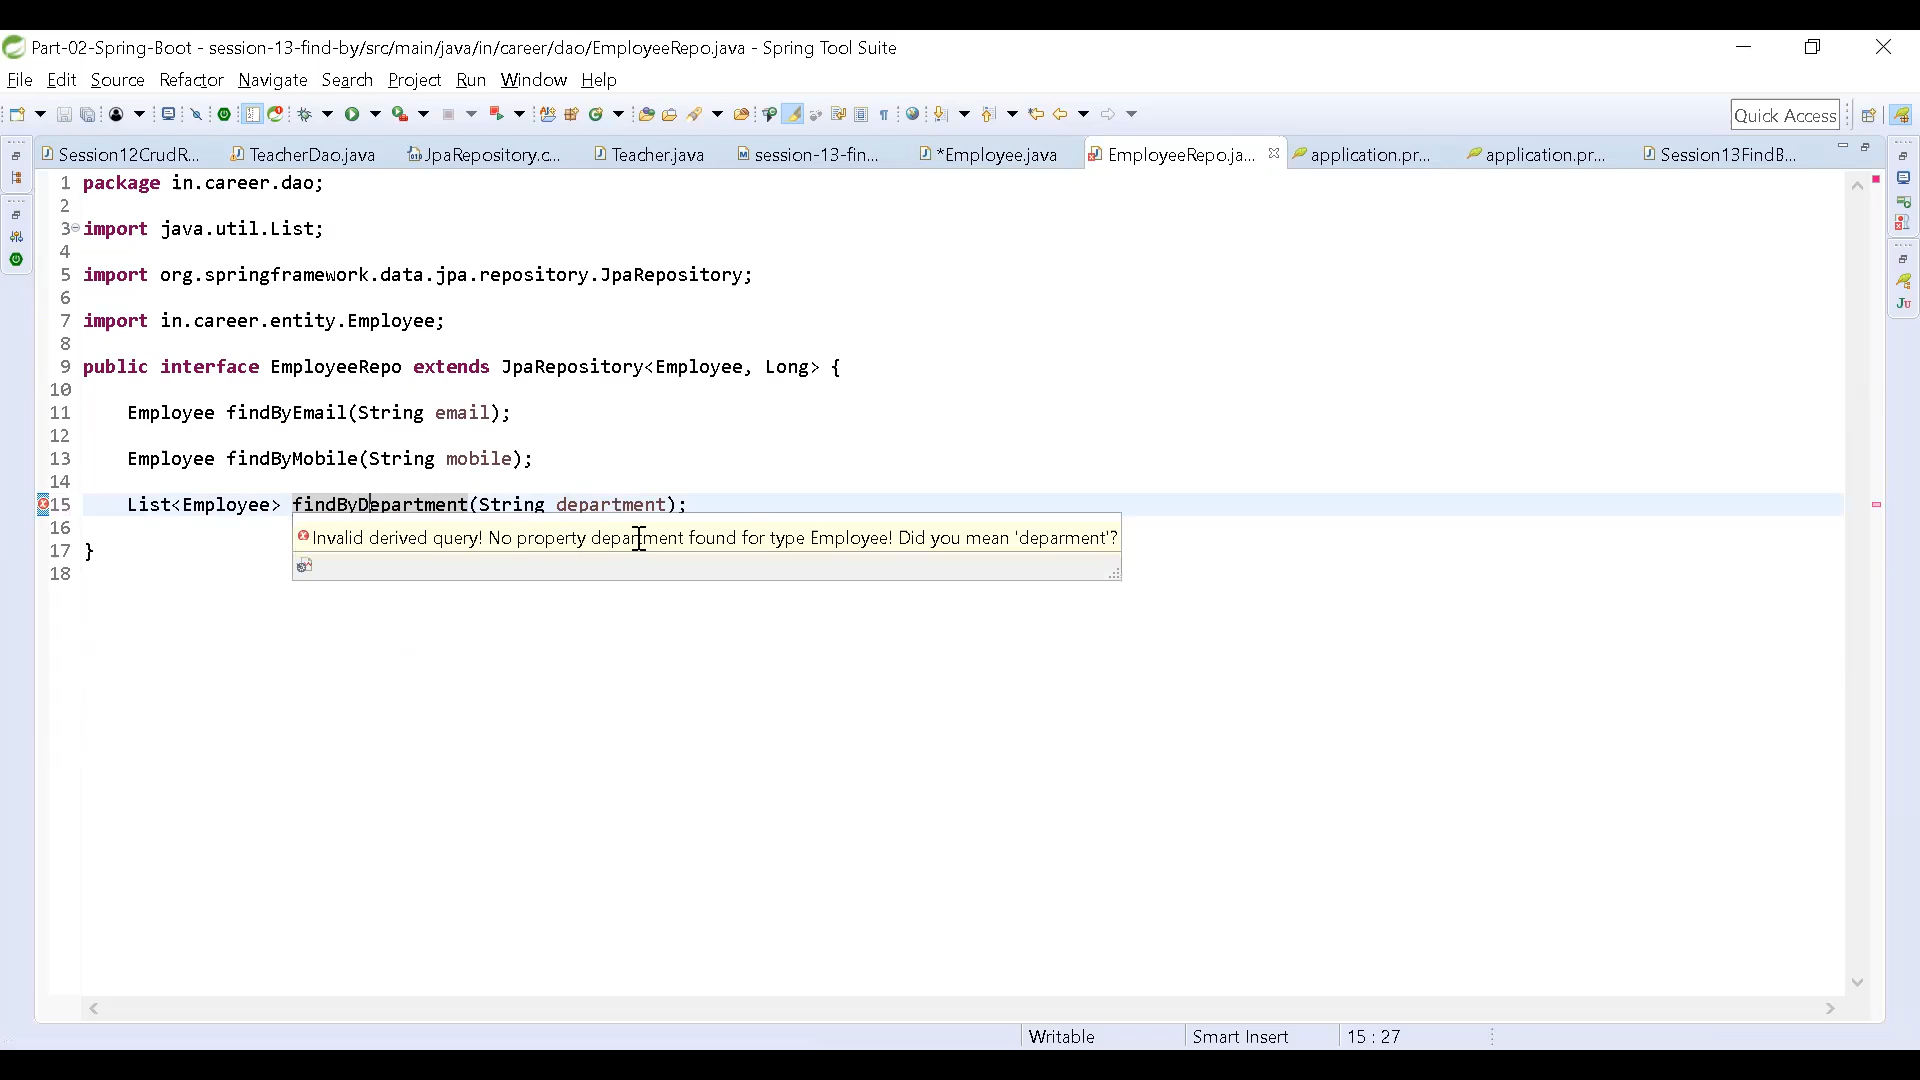 Part-02-Spring-Boot - session-13-find-by/src/main/java/in/career/dao/EmployeeRepo.java - Spring Tool Suite
File Edit Source Refactor Navigate Search Project Run Window Help
Quick Access
Session12CrudR... TeacherDao.java JpaRepository.c... Teacher.java session-13-fin... *Employee.java EmployeeRepo.ja... application.pr... application.pr... Session13FindB...
1 package in.career.dao;
2
3 import java.util.List;
4
5 import org.springframework.data.jpa.repository.JpaRepository;
6
7 import in.career.entity.Employee;
8
9 public interface EmployeeRepo extends JpaRepository<Employee, Long> {
10
11 Employee findByEmail(String email);
12
13 Employee findByMobile(String mobile);
14
15 List<Employee> findByDepartment(String department);
16
Invalid derived query! No property department found for type Employee! Did you mean 'deparment'?
17 }
18
Writable Smart Insert 15 : 27